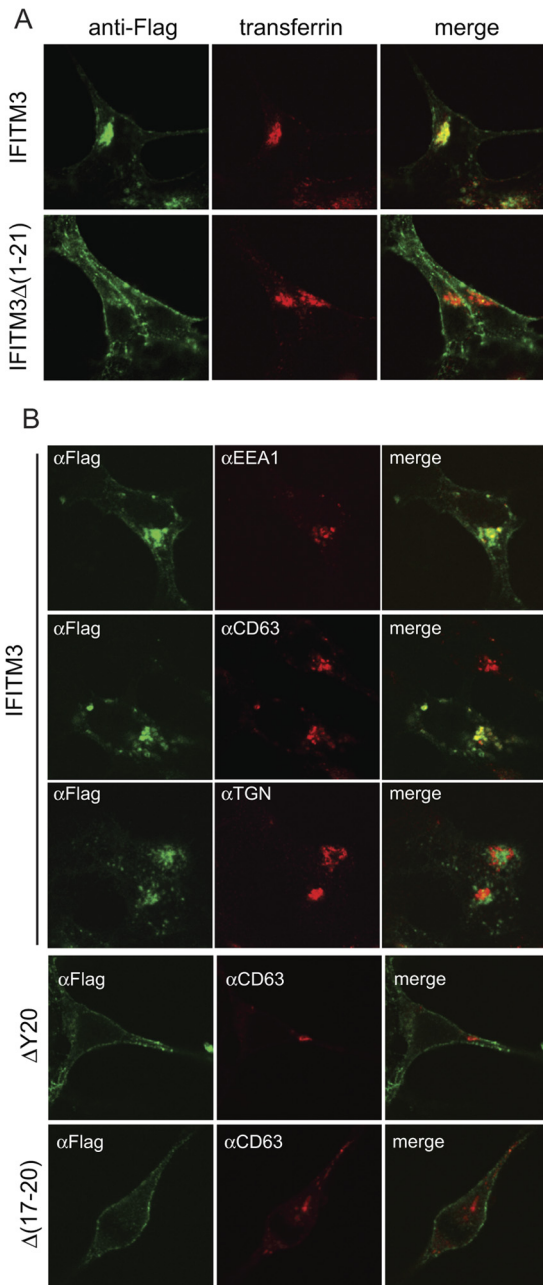 A
anti-Flag transferrin merge
IFITM3
IFITM3Δ(1-21)
B
IFITM3
αFlag αEEA1 merge
αFlag αCD63 merge
αFlag αTGN merge
ΔY20
αFlag αCD63 merge
Δ(17-20)
αFlag αCD63 merge